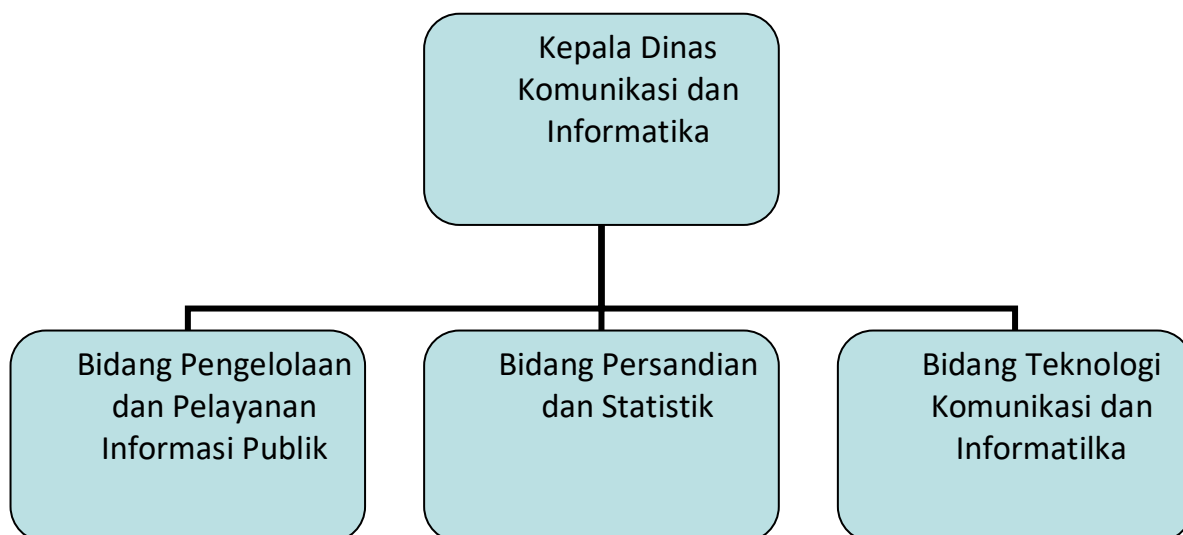 Kepala Dinas
Komunikasi dan
Informatika
Bidang Pengelolaan
dan Pelayanan
Informasi Publik
Bidang Persandian
dan Statistik
Bidang Teknologi
Komunikasi dan
Informatilka